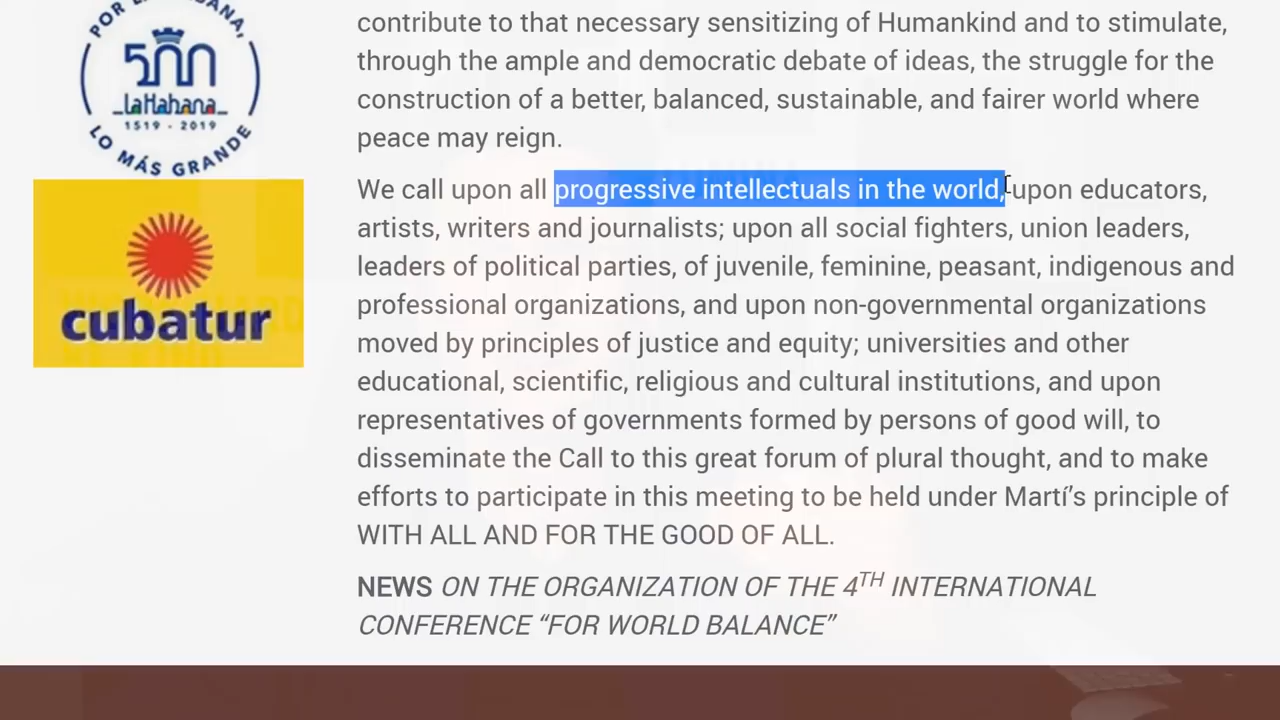 POR LA HABANA,
500
LaHabana
1519 - 2019
LO MÁS GRANDE
cubatur
contribute to that necessary sensitizing of Humankind and to stimulate,
through the ample and democratic debate of ideas, the struggle for the
construction of a better, balanced, sustainable, and fairer world where
peace may reign.
We call upon all progressive intellectuals in the world, upon educators,
artists, writers and journalists; upon all social fighters, union leaders,
leaders of political parties, of juvenile, feminine, peasant, indigenous and
professional organizations, and upon non-governmental organizations
moved by principles of justice and equity; universities and other
educational, scientific, religious and cultural institutions, and upon
representatives of governments formed by persons of good will, to
disseminate the Call to this great forum of plural thought, and to make
efforts to participate in this meeting to be held under Martí’s principle of
WITH ALL AND FOR THE GOOD OF ALL.
NEWS ON THE ORGANIZATION OF THE 4TH INTERNATIONAL
CONFERENCE “FOR WORLD BALANCE”